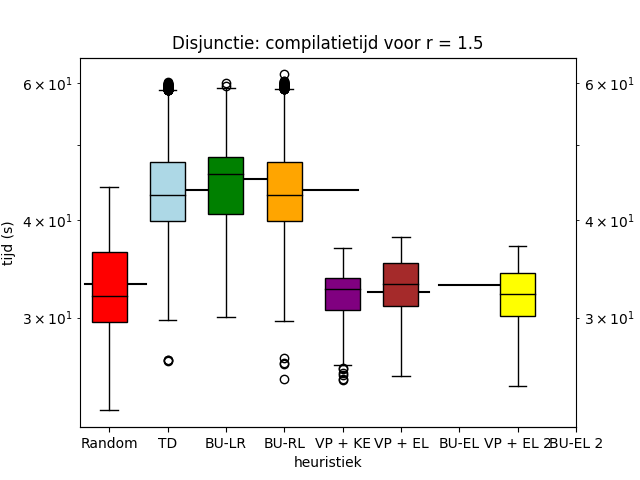 Disjunctie: compilatietijd voor r = 1.5
6 × 10¹
6 × 10¹
4 × 10¹
4 × 10¹
3 × 10¹
3 × 10¹
tijd (s)
Random TD BU-LR BU-RL VP + KE VP + EL BU-EL VP + EL 2 BU-EL 2
heuristiek